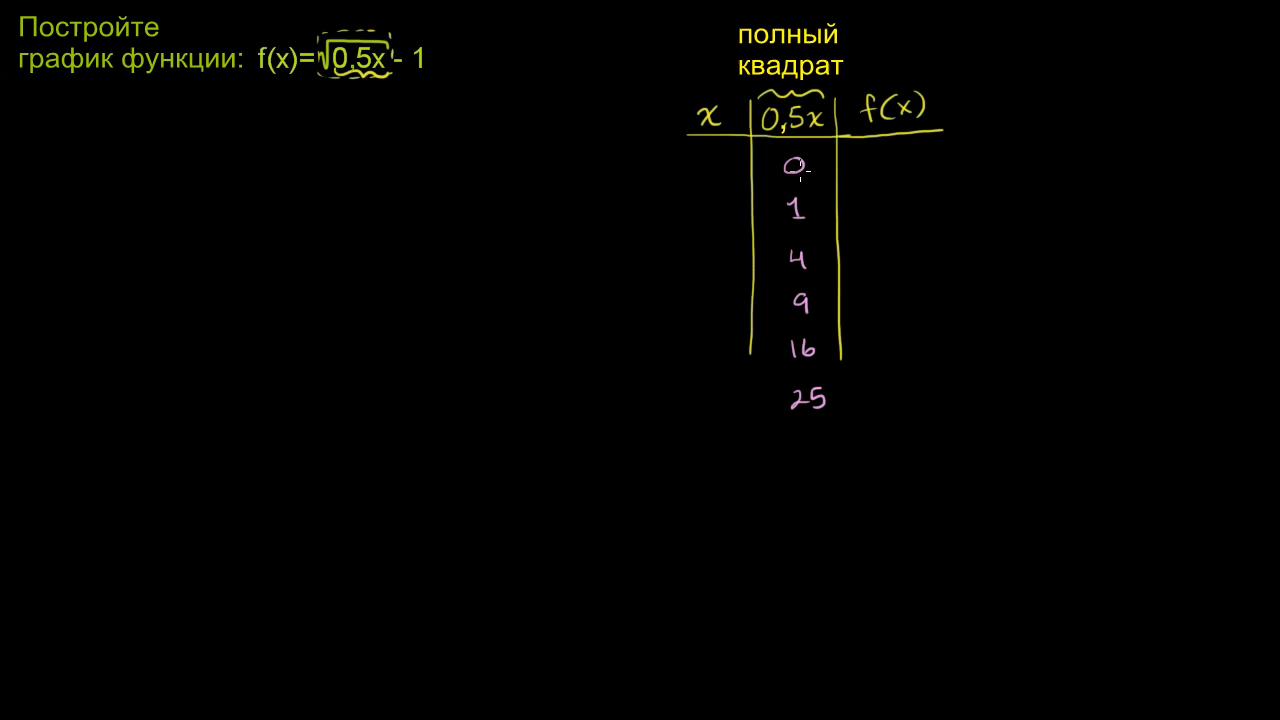 Постройте
график функции: f(x)=√0,5x - 1
полный
квадрат
x 0,5x f(x)
0
1
4
9
16
25